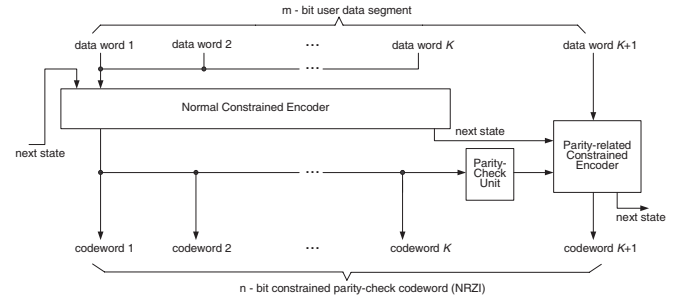 m - bit user data segment
data word 1 data word 2 ... data word K data word K+1
...
Normal Constrained Encoder
next state
next state
Parity-related
Constrained
Encoder
Parity-
Check
Unit
...
next state
codeword 1 codeword 2 ... codeword K codeword K+1
n - bit constrained parity-check codeword (NRZI)